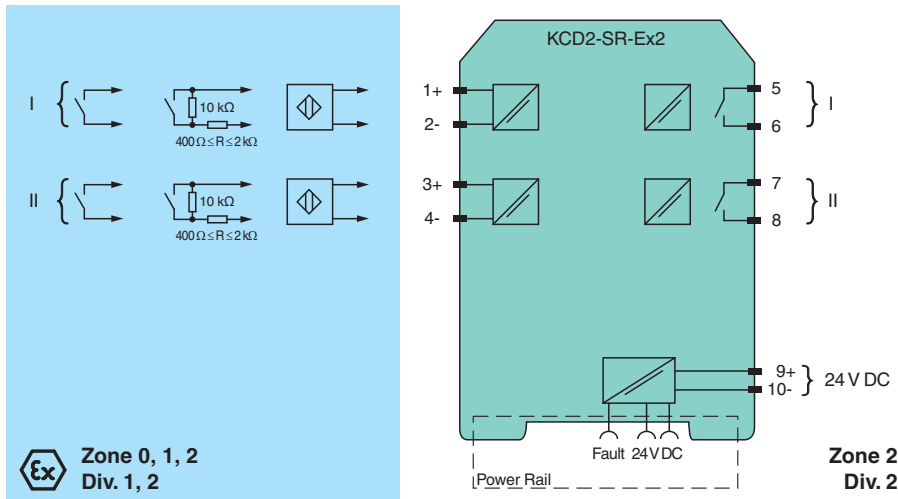 KCD2-SR-Ex2
I
10 kΩ
400 Ω ≤ R ≤ 2 kΩ
1+
2-
5
6
I
II
10 kΩ
400 Ω ≤ R ≤ 2 kΩ
3+
4-
7
8
II
9+
10-
24 V DC
Fault 24 V DC
Power Rail
Ex
Zone 0, 1, 2
Div. 1, 2
Zone 2
Div. 2